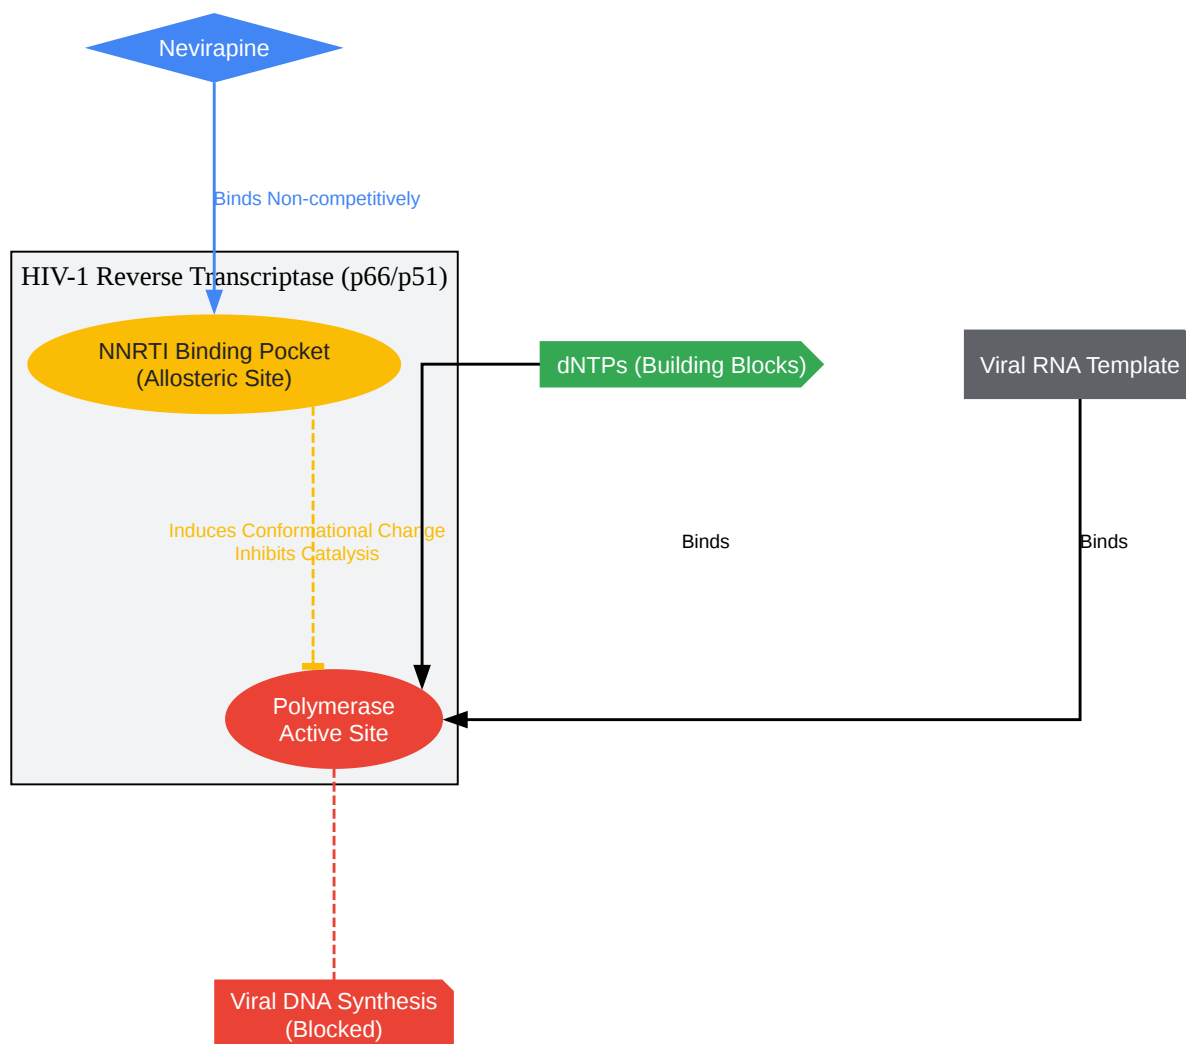 Nevirapine
Binds Non-competitively
HIV-1 Reverse Transcriptase (p66/p51)
NNRTI Binding Pocket
(Allosteric Site)
dNTPs (Building Blocks)
Viral RNA Template
Induces Conformational Change
Inhibits Catalysis
Binds
Binds
Polymerase
Active Site
Viral DNA Synthesis
(Blocked)